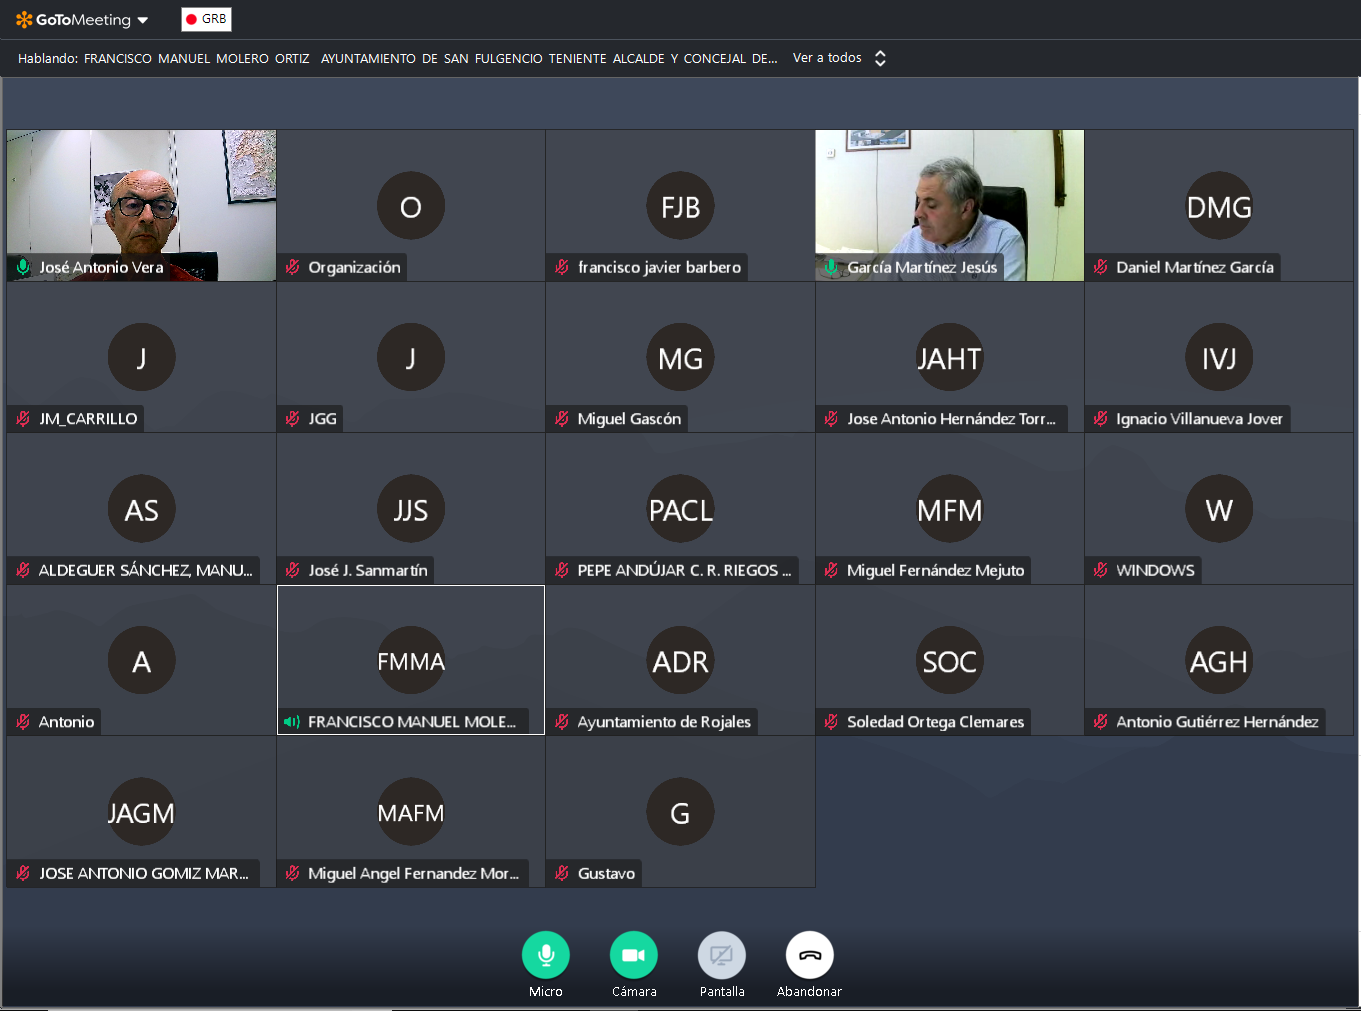 GoToMeeting
GRB
Hablando: FRANCISCO MANUEL MOLERO ORTIZ AYUNTAMIENTO DE SAN FULGENCIO TENIENTE ALCALDE Y CONCEJAL DE...
Ver a todos
José Antonio Vera
O
Organización
FJB
francisco javier barbero
García Martínez Jesús
DMG
Daniel Martínez García
J
JM_CARRILLO
J
JGG
MG
Miguel Gascón
JAHT
Jose Antonio Hernández Torr...
IVJ
Ignacio Villanueva Jover
AS
ALDEGUER SÁNCHEZ, MANU...
JJS
José J. Sanmartín
PACL
PEPE ANDÚJAR C. R. RIEGOS ...
MFM
Miguel Fernández Mejuto
W
WINDOWS
A
Antonio
FMMA
FRANCISCO MANUEL MOLE...
ADR
Ayuntamiento de Rojales
SOC
Soledad Ortega Clemares
AGH
Antonio Gutiérrez Hernández
JAGM
JOSE ANTONIO GOMIZ MAR...
MAFM
Miguel Angel Fernandez Mor...
G
Gustavo
Micro
Cámara
Pantalla
Abandonar